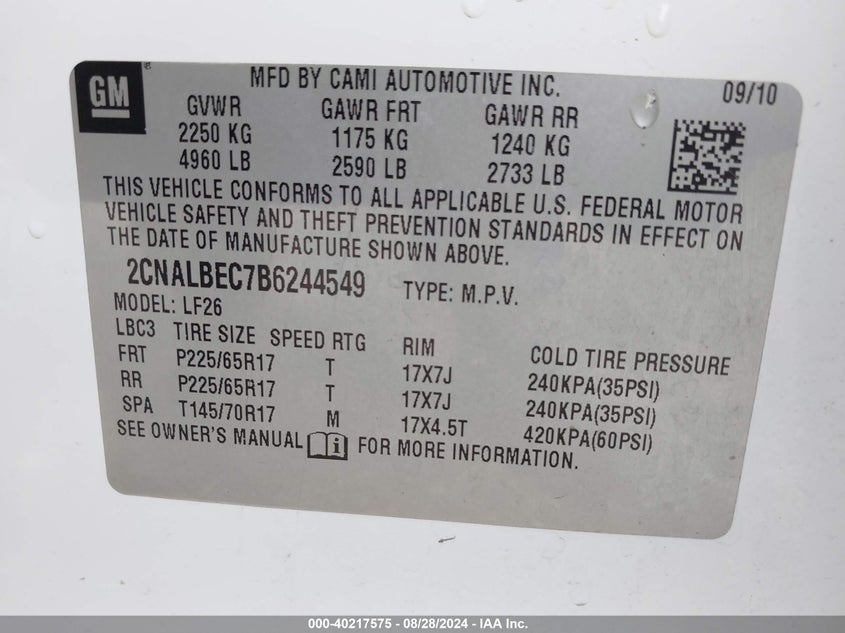 GM ®
MFD BY CAMI AUTOMOTIVE INC. 09/10
GVWR GAWR FRT GAWR RR
2250 KG 1175 KG 1240 KG
4960 LB 2590 LB 2733 LB
THIS VEHICLE CONFORMS TO ALL APPLICABLE U.S. FEDERAL MOTOR
VEHICLE SAFETY AND THEFT PREVENTION STANDARDS IN EFFECT ON
THE DATE OF MANUFACTURE SHOWN ABOVE.
2CNALBEC7B6244549 TYPE: M.P.V.
MODEL: LF26
LBC3 TIRE SIZE SPEED RTG RIM COLD TIRE PRESSURE
FRT P225/65R17 T 17X7J 240KPA(35PSI)
RR P225/65R17 T 17X7J 240KPA(35PSI)
SPA T145/70R17 M 17X4.5T 420KPA(60PSI)
SEE OWNER'S MANUAL i FOR MORE INFORMATION.
000-40217575 - 08/28/2024 - IAA Inc.